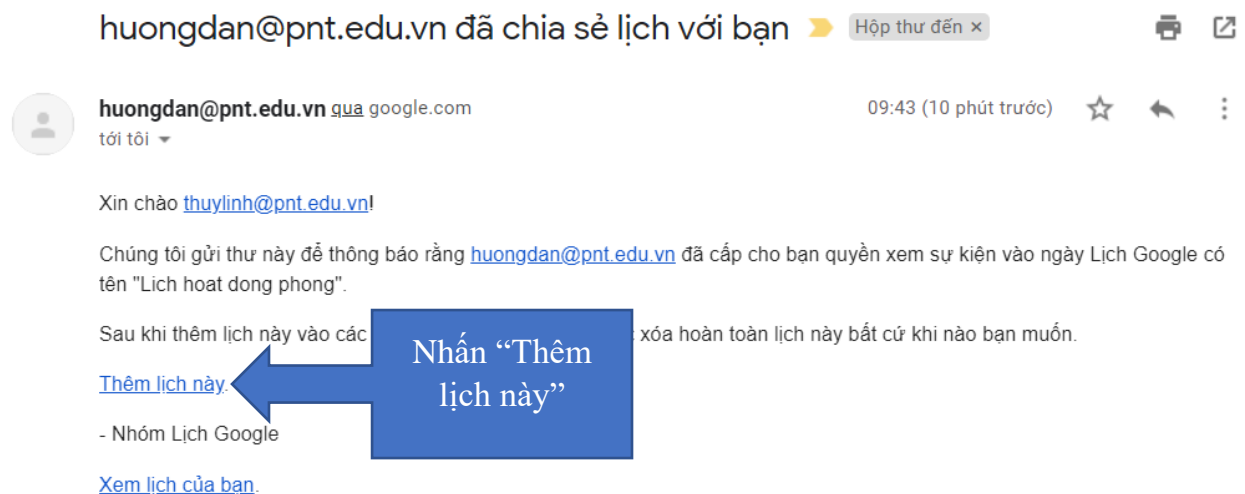 huongdan@pnt.edu.vn đã chia sẻ lịch với bạn Hộp thư đến ×
huongdan@pnt.edu.vn qua google.com 09:43 (10 phút trước)
tới tôi
Xin chào thuylinh@pnt.edu.vn!
Chúng tôi gửi thư này để thông báo rằng huongdan@pnt.edu.vn đã cấp cho bạn quyền xem sự kiện vào ngày Lịch Google có
tên "Lich hoat dong phong".
Sau khi thêm lịch này vào các xóa hoàn toàn lịch này bất cứ khi nào bạn muốn.
Nhấn “Thêm
lịch này”
Thêm lịch này.
- Nhóm Lịch Google
Xem lịch của bạn.